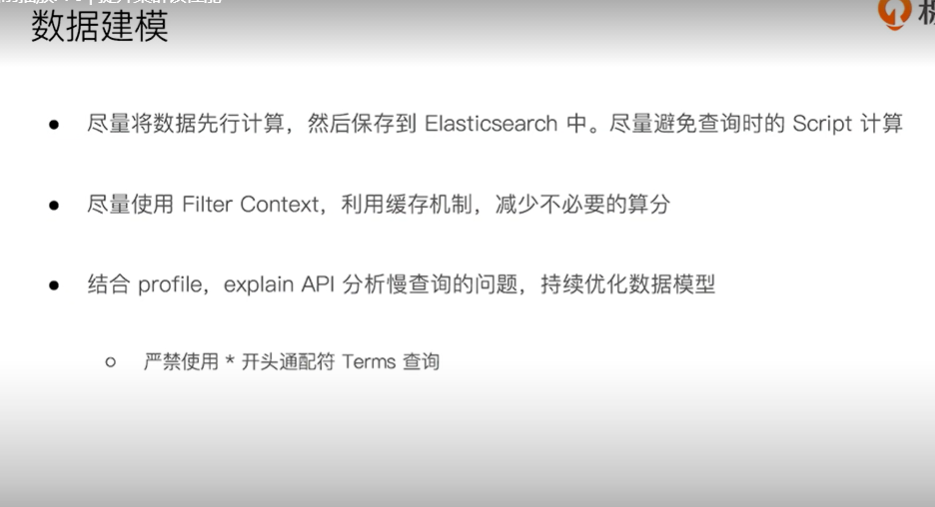 数据建模
尽量将数据先行计算，然后保存到 Elasticsearch 中。尽量避免查询时的 Script 计算
尽量使用 Filter Context，利用缓存机制，减少不必要的算分
结合 profile，explain API 分析慢查询的问题，持续优化数据模型
严禁使用 * 开头通配符 Terms 查询